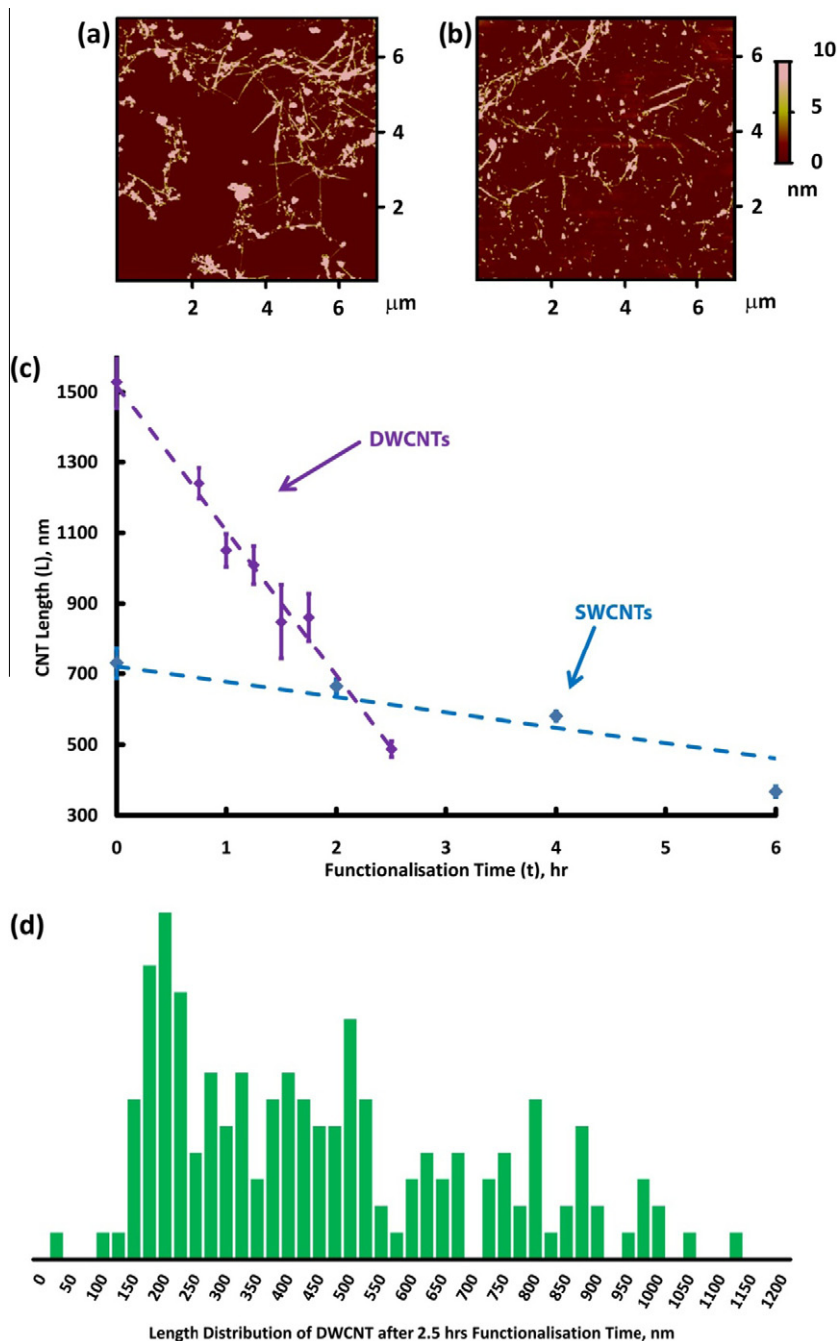 (a)
(b)
6
4
2
2 4 6 μm
6
4
2
2 4 6 μm
10
5
0
nm
(c)
1500
1300
1100
900
700
500
300
CNT Length (L), nm
DWCNTs
SWCNTs
0 1 2 3 4 5 6
Functionalisation Time (t), hr
(d)
0 50 100 150 200 250 300 350 400 450 500 550 600 650 700 750 800 850 900 950 1000 1050 1100 1150 1200
Length Distribution of DWCNT after 2.5 hrs Functionalisation Time, nm